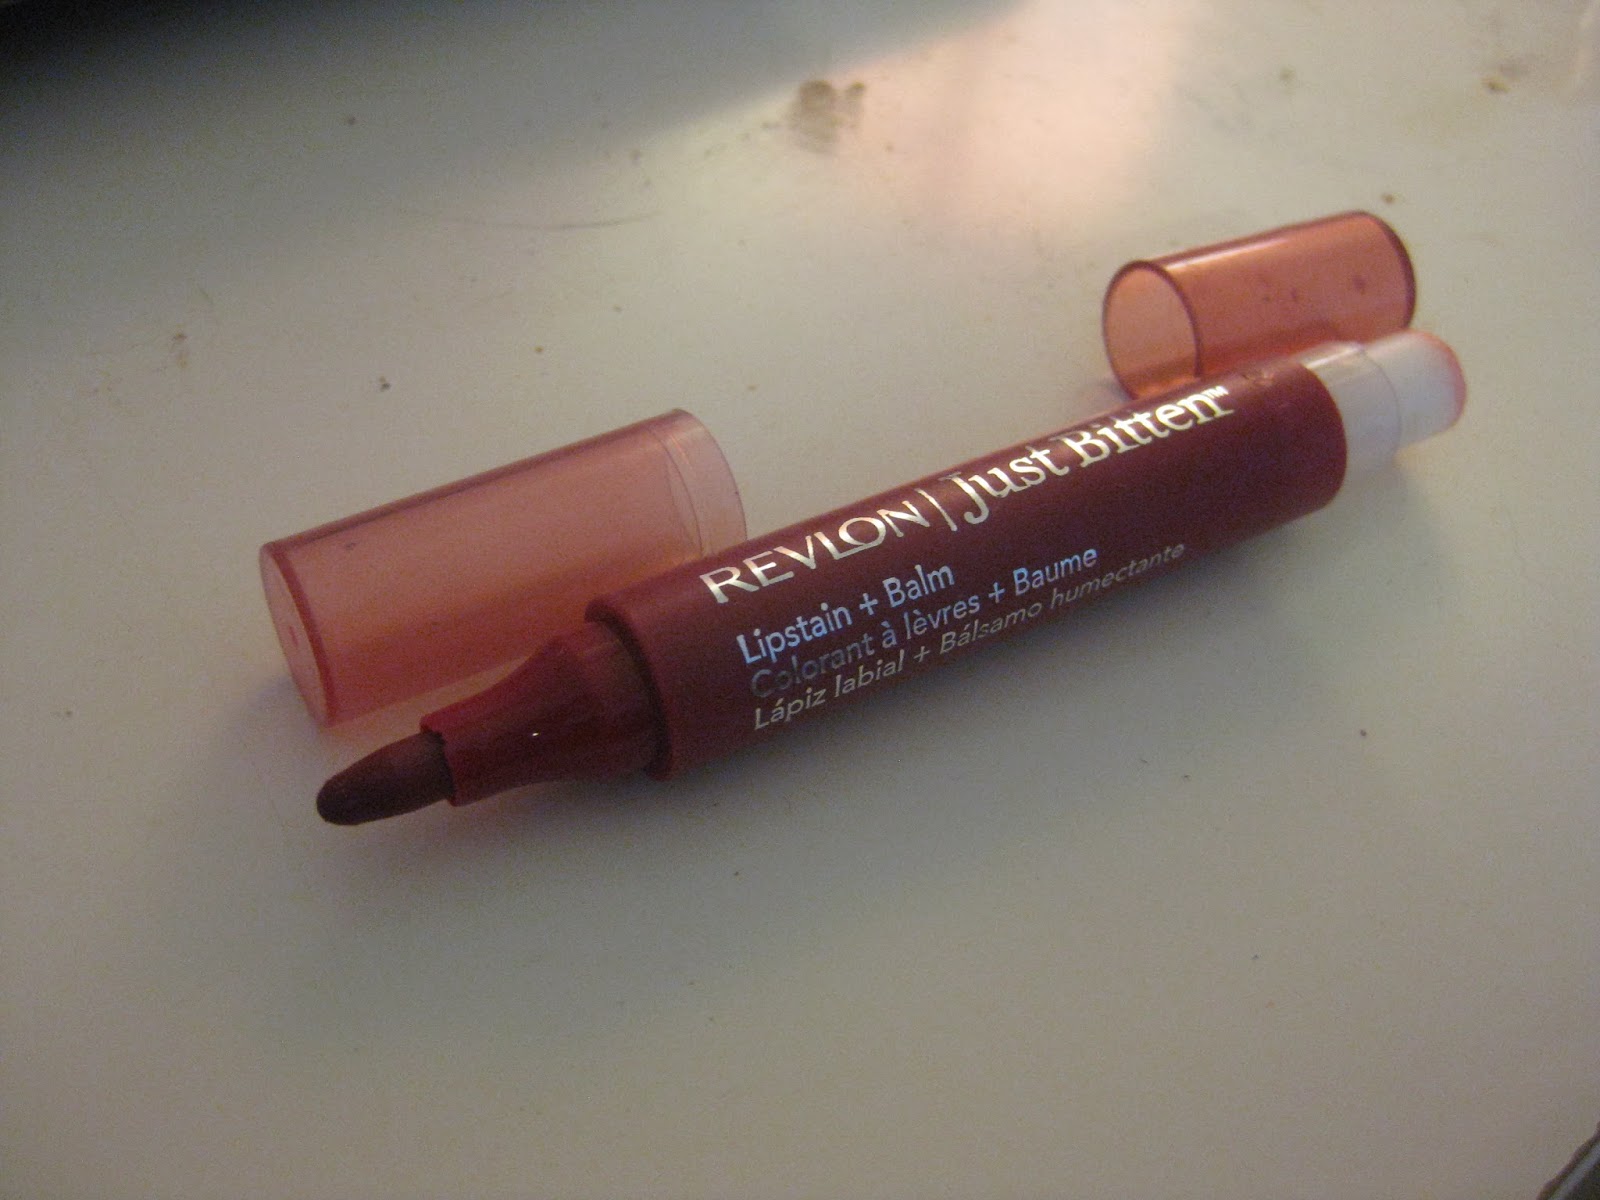 REVLON | Just Bitten™
Lipstain + Balm
Colorant à lèvres + Baume
Lápiz labial + Bálsamo humectante